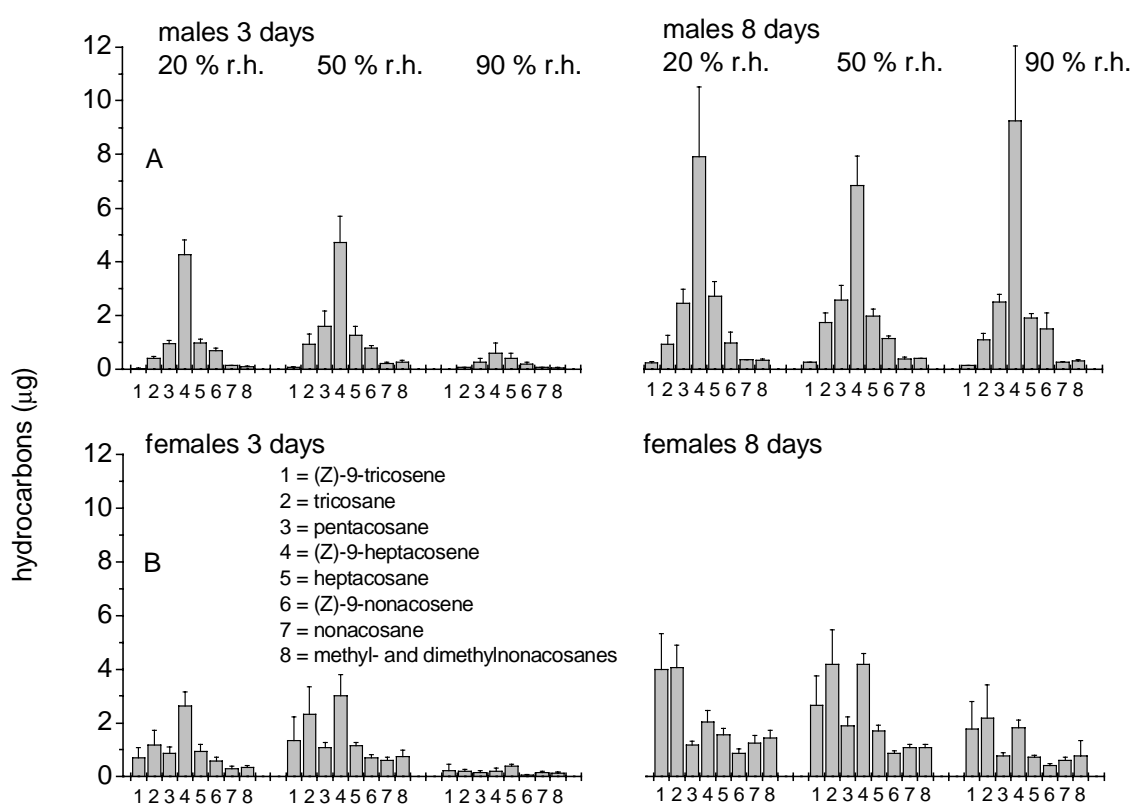 males 3 days
20 % r.h. 50 % r.h. 90 % r.h.
males 8 days
20 % r.h. 50 % r.h. 90 % r.h.
12
10
8
6
4
2
0
A
1 2 3 4 5 6 7 8 1 2 3 4 5 6 7 8 1 2 3 4 5 6 7 8
1 2 3 4 5 6 7 8 1 2 3 4 5 6 7 8 1 2 3 4 5 6 7 8
hydrocarbons (µg)
females 3 days
females 8 days
12
10
8
6
4
2
0
B
1 = (Z)-9-tricosene
2 = tricosane
3 = pentacosane
4 = (Z)-9-heptacosene
5 = heptacosane
6 = (Z)-9-nonacosene
7 = nonacosane
8 = methyl- and dimethylnonacosanes
1 2 3 4 5 6 7 8 1 2 3 4 5 6 7 8 1 2 3 4 5 6 7 8
1 2 3 4 5 6 7 8 1 2 3 4 5 6 7 8 1 2 3 4 5 6 7 8